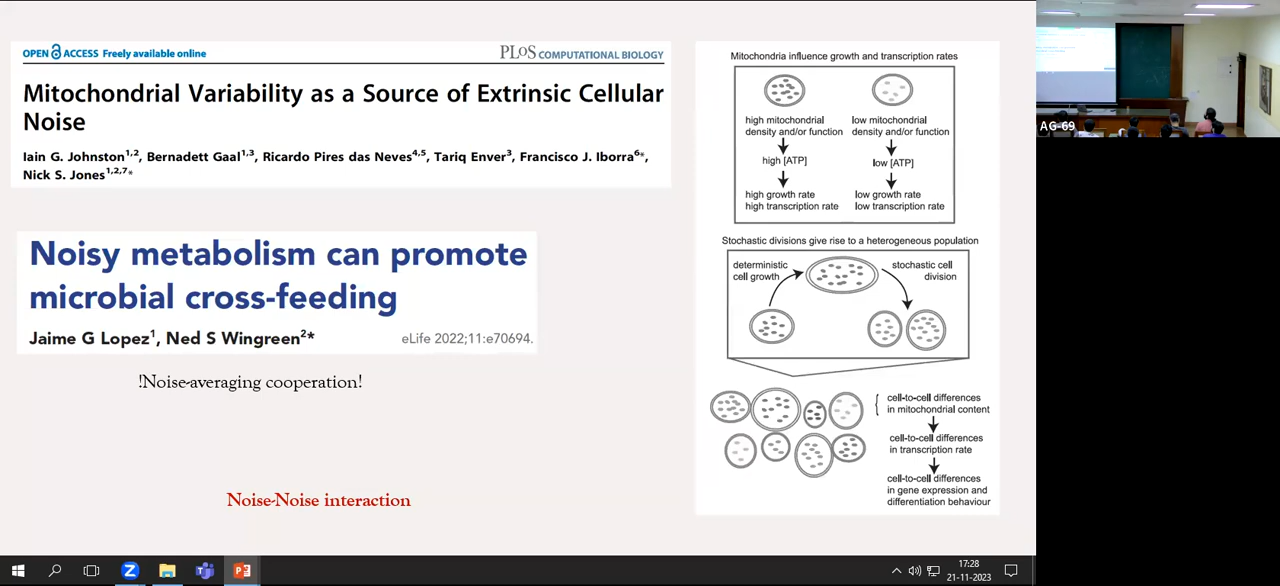 OPEN ACCESS Freely available online
PLoS COMPUTATIONAL BIOLOGY
Mitochondrial Variability as a Source of Extrinsic Cellular
Noise
Iain G. Johnston1,2, Bernadett Gaal1,3, Ricardo Pires das Neves4,5, Tariq Enver3, Francisco J. Iborra6*,
Nick S. Jones1,2,7*
Noisy metabolism can promote
microbial cross-feeding
Jaime G Lopez1, Ned S Wingreen2*
eLife 2022;11:e70694.
!Noise-averaging cooperation!
Noise-Noise interaction
Mitochondria influence growth and transcription rates
high mitochondrial
density and/or function
high [ATP]
high growth rate
high transcription rate
low mitochondrial
density and/or function
low [ATP]
low growth rate
low transcription rate
Stochastic divisions give rise to a heterogeneous population
deterministic
cell growth
stochastic cell
division
cell-to-cell differences
in mitochondrial content
cell-to-cell differences
in transcription rate
cell-to-cell differences
in gene expression and
differentiation behaviour
AG-69
17:28
21-11-2023